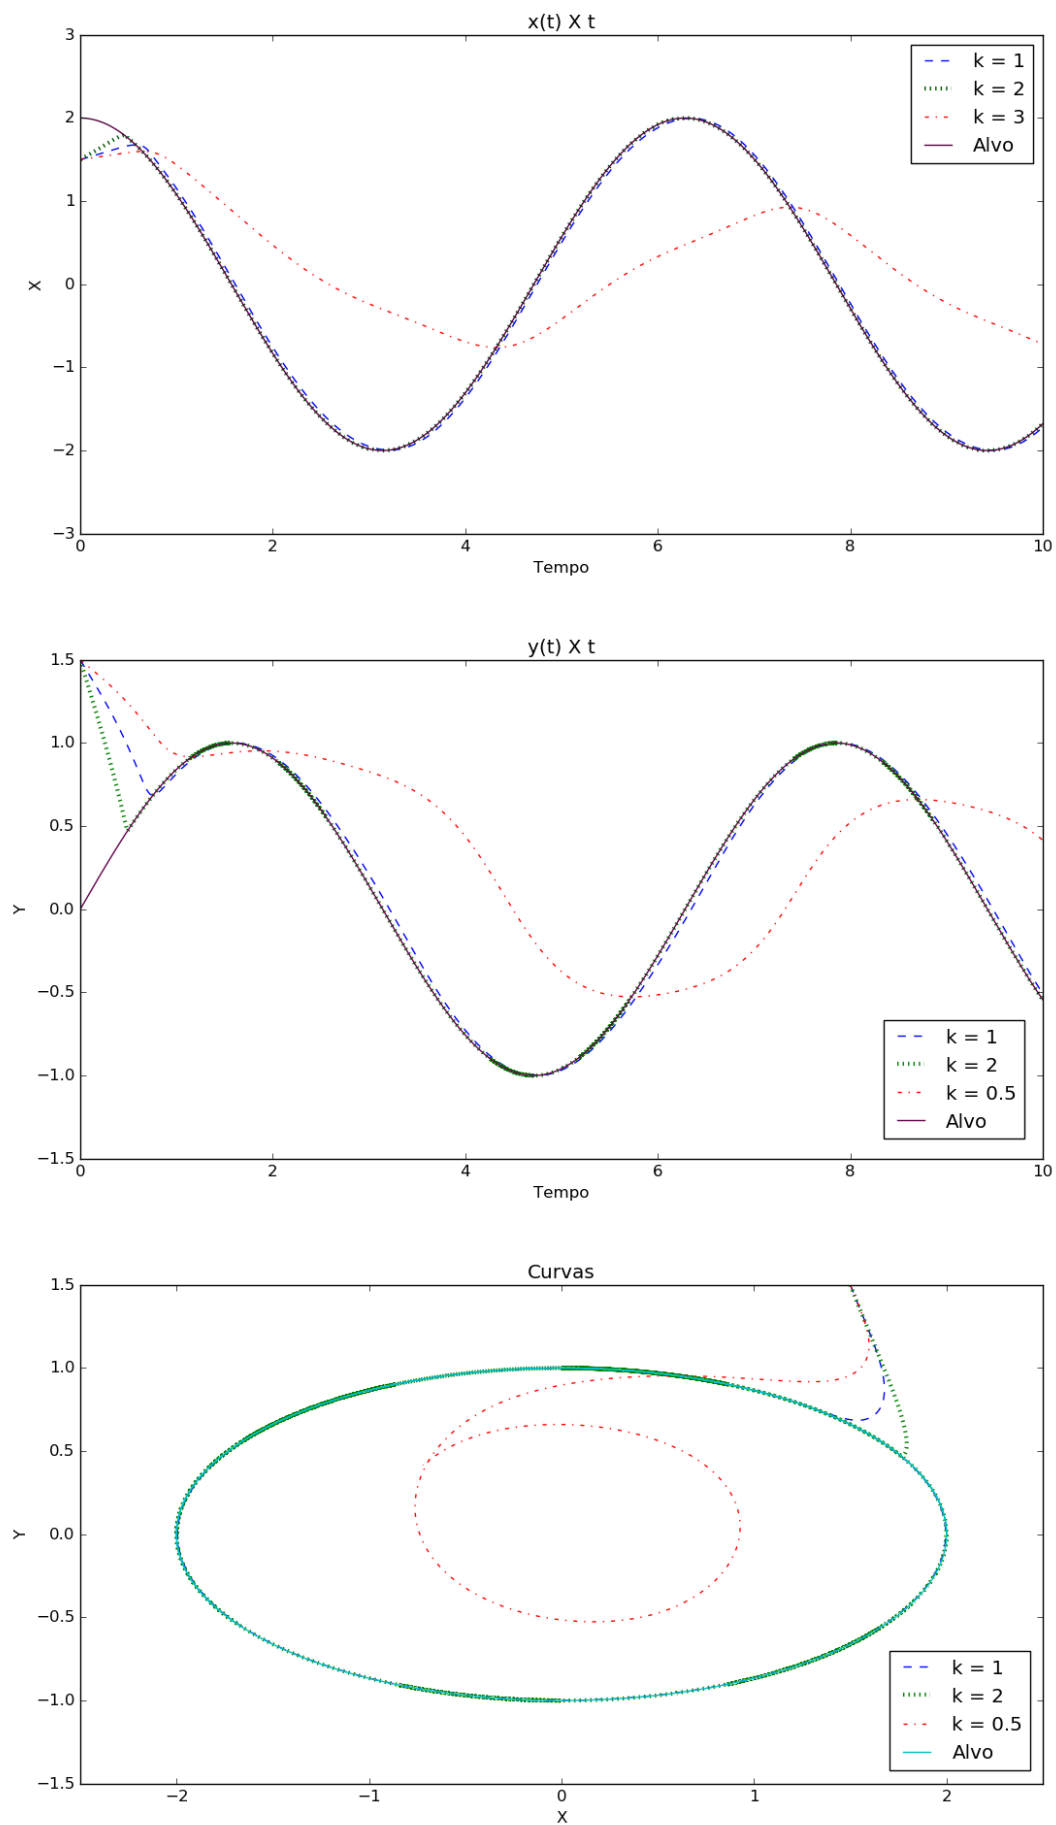 x(t) X t
3
2
1
0
−1
−2
−3
X
k = 1
k = 2
k = 3
Alvo
0 2 4 6 8 10
Tempo
y(t) X t
1.5
1.0
0.5
0.0
−0.5
−1.0
−1.5
Y
k = 1
k = 2
k = 0.5
Alvo
0 2 4 6 8 10
Tempo
Curvas
1.5
1.0
0.5
0.0
−0.5
−1.0
−1.5
Y
k = 1
k = 2
k = 0.5
Alvo
−2 −1 0 1 2
X